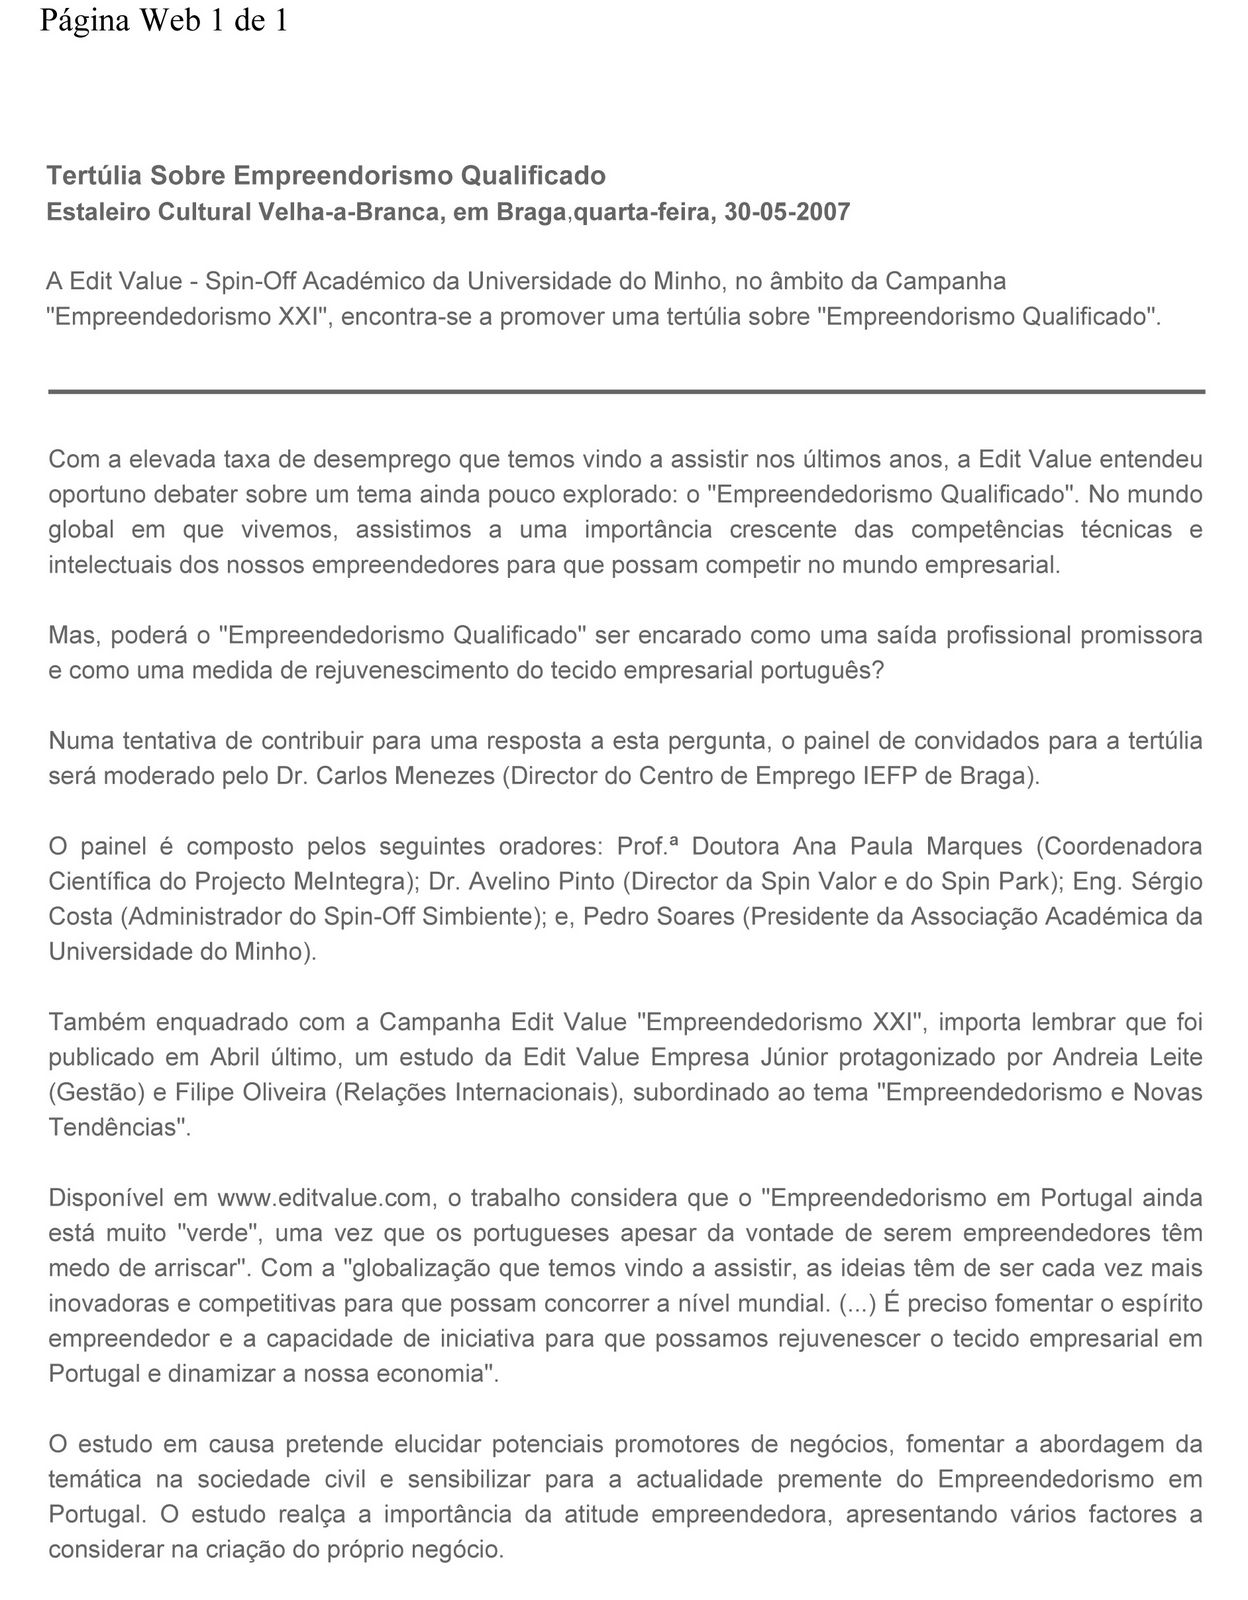 Página Web 1 de 1
Tertúlia Sobre Empreendorismo Qualificado
Estaleiro Cultural Velha-a-Branca, em Braga,quarta-feira, 30-05-2007
A Edit Value - Spin-Off Académico da Universidade do Minho, no âmbito da Campanha
"Empreendedorismo XXI", encontra-se a promover uma tertúlia sobre "Empreendorismo Qualificado".
Com a elevada taxa de desemprego que temos vindo a assistir nos últimos anos, a Edit Value entendeu
oportuno debater sobre um tema ainda pouco explorado: o "Empreendedorismo Qualificado". No mundo
global em que vivemos, assistimos a uma importância crescente das competências técnicas e
intelectuais dos nossos empreendedores para que possam competir no mundo empresarial.
Mas, poderá o "Empreendedorismo Qualificado" ser encarado como uma saída profissional promissora
e como uma medida de rejuvenescimento do tecido empresarial português?
Numa tentativa de contribuir para uma resposta a esta pergunta, o painel de convidados para a tertúlia
será moderado pelo Dr. Carlos Menezes (Director do Centro de Emprego IEFP de Braga).
O painel é composto pelos seguintes oradores: Prof.ª Doutora Ana Paula Marques (Coordenadora
Científica do Projecto MeIntegra); Dr. Avelino Pinto (Director da Spin Valor e do Spin Park); Eng. Sérgio
Costa (Administrador do Spin-Off Simbiente); e, Pedro Soares (Presidente da Associação Académica da
Universidade do Minho).
Também enquadrado com a Campanha Edit Value "Empreendedorismo XXI", importa lembrar que foi
publicado em Abril último, um estudo da Edit Value Empresa Júnior protagonizado por Andreia Leite
(Gestão) e Filipe Oliveira (Relações Internacionais), subordinado ao tema "Empreendedorismo e Novas
Tendências".
Disponível em www.editvalue.com, o trabalho considera que o "Empreendedorismo em Portugal ainda
está muito "verde", uma vez que os portugueses apesar da vontade de serem empreendedores têm
medo de arriscar". Com a "globalização que temos vindo a assistir, as ideias têm de ser cada vez mais
inovadoras e competitivas para que possam concorrer a nível mundial. (...) É preciso fomentar o espírito
empreendedor e a capacidade de iniciativa para que possamos rejuvenescer o tecido empresarial em
Portugal e dinamizar a nossa economia".
O estudo em causa pretende elucidar potenciais promotores de negócios, fomentar a abordagem da
temática na sociedade civil e sensibilizar para a actualidade premente do Empreendedorismo em
Portugal. O estudo realça a importância da atitude empreendedora, apresentando vários factores a
considerar na criação do próprio negócio.